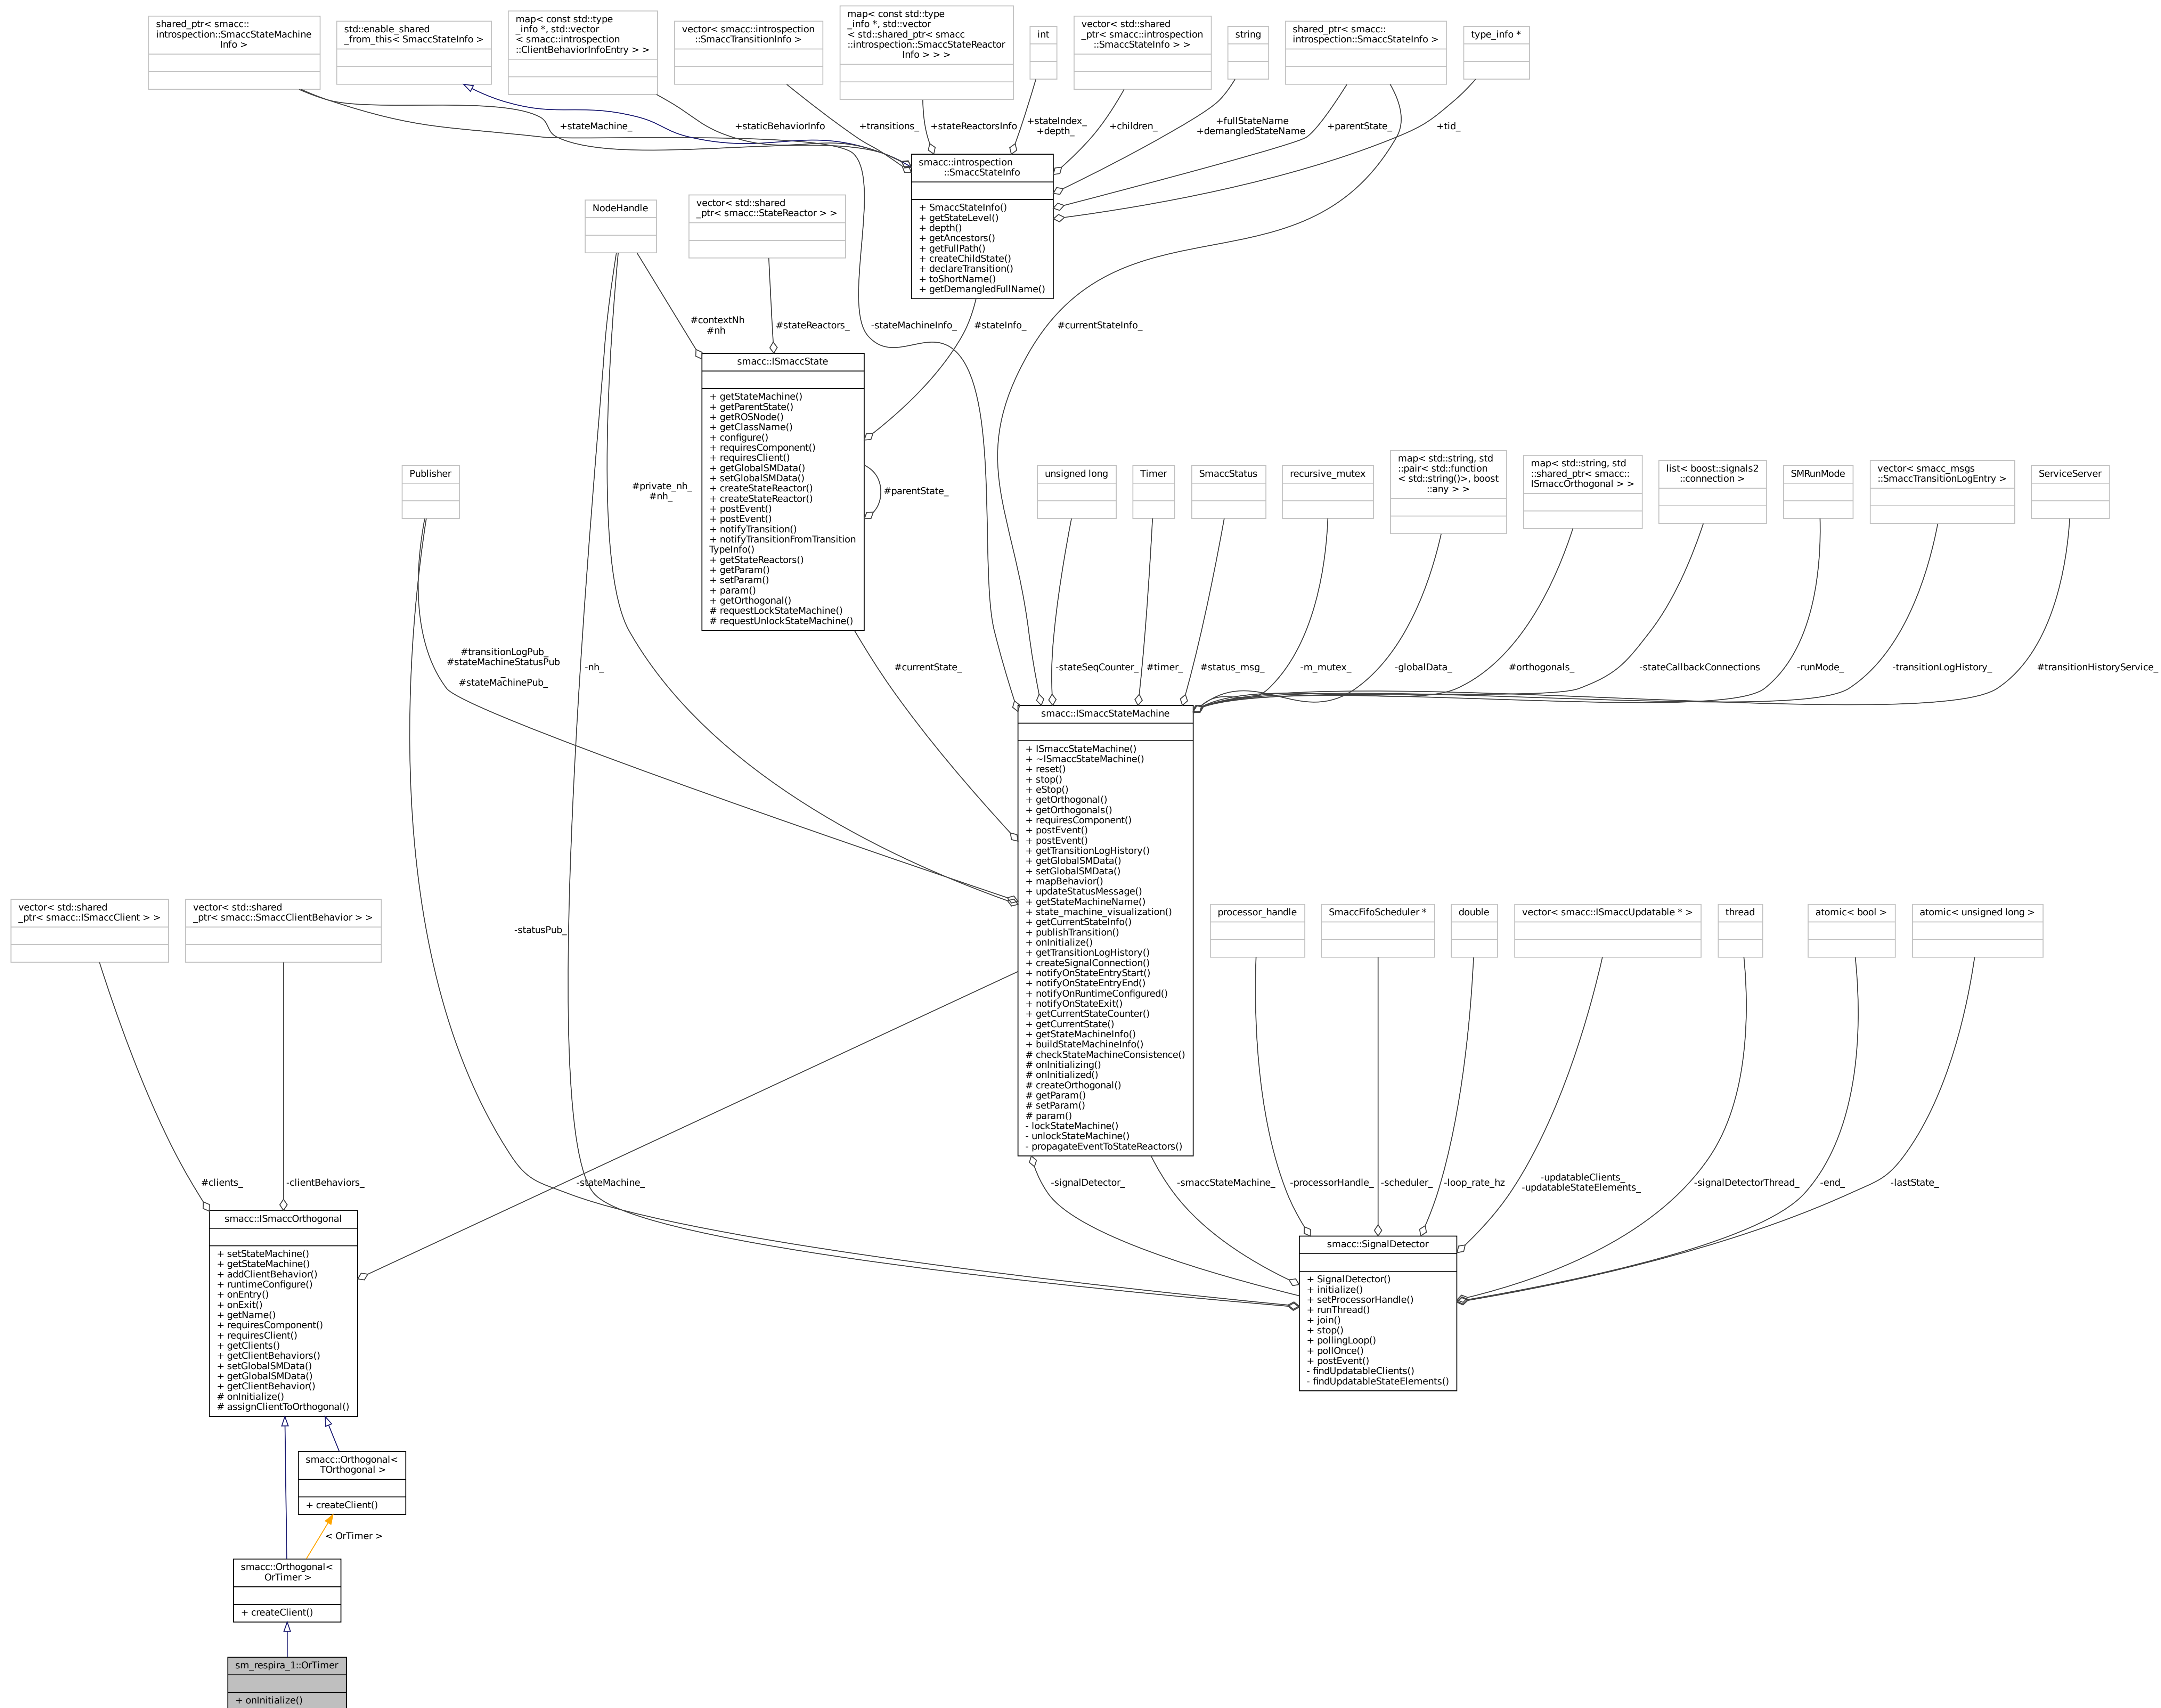 shared_ptr< smacc::
introspection::SmaccStateMachine
Info >
std::enable_shared
_from_this< SmaccStateInfo >
map< const std::type
_info *, std::vector
< smacc::introspection
::ClientBehaviorInfoEntry > >
vector< smacc::introspection
::SmaccTransitionInfo >
map< const std::type
_info *, std::vector
< std::shared_ptr< smacc
::introspection::SmaccStateReactor
Info > > >
int
vector< std::shared
_ptr< smacc::introspection
::SmaccStateInfo > >
string
shared_ptr< smacc::
introspection::SmaccStateInfo >
type_info *
+stateMachine_
+staticBehaviorInfo
+transitions_
+stateReactorsInfo
+stateIndex_
+depth_
+children_
+fullStateName
+demangledStateName
+parentState_
+tid_
smacc::introspection
::SmaccStateInfo
+ SmaccStateInfo()
+ getStateLevel()
+ depth()
+ getAncestors()
+ getFullPath()
+ createChildState()
+ declareTransition()
+ toShortName()
+ getDemangledFullName()
NodeHandle
vector< std::shared
_ptr< smacc::StateReactor > >
#contextNh
#nh
#stateReactors_
-stateMachineInfo_
#stateInfo_
#currentStateInfo_
smacc::ISmaccState
+ getStateMachine()
+ getParentState()
+ getROSNode()
+ getClassName()
+ configure()
+ requiresComponent()
+ requiresClient()
+ getGlobalSMData()
+ setGlobalSMData()
+ createStateReactor()
+ createStateReactor()
+ postEvent()
+ postEvent()
+ notifyTransition()
+ notifyTransitionFromTransition
TypeInfo()
+ getStateReactors()
+ getParam()
+ setParam()
+ param()
+ getOrthogonal()
# requestLockStateMachine()
# requestUnlockStateMachine()
#parentState_
Publisher
#private_nh_
#nh_
unsigned long
Timer
SmaccStatus
recursive_mutex
map< std::string, std
::pair< std::function
< std::string()>, boost
::any > >
map< std::string, std
::shared_ptr< smacc::
ISmaccOrthogonal > >
list< boost::signals2
::connection >
SMRunMode
vector< smacc_msgs
::SmaccTransitionLogEntry >
ServiceServer
#transitionLogPub_
#stateMachineStatusPub
_
#stateMachinePub_
-nh_
#currentState_
-stateSeqCounter_
#timer_
#status_msg_
-m_mutex_
-globalData_
#orthogonals_
-stateCallbackConnections
-runMode_
-transitionLogHistory_
#transitionHistoryService_
smacc::ISmaccStateMachine
+ ISmaccStateMachine()
+ ~ISmaccStateMachine()
+ reset()
+ stop()
+ eStop()
+ getOrthogonal()
+ getOrthogonals()
+ requiresComponent()
+ postEvent()
+ postEvent()
+ getTransitionLogHistory()
+ getGlobalSMData()
+ setGlobalSMData()
+ mapBehavior()
+ updateStatusMessage()
+ getStateMachineName()
+ state_machine_visualization()
+ getCurrentStateInfo()
+ publishTransition()
+ onInitialize()
+ getTransitionLogHistory()
+ createSignalConnection()
+ notifyOnStateEntryStart()
+ notifyOnStateEntryEnd()
+ notifyOnRuntimeConfigured()
+ notifyOnStateExit()
+ getCurrentStateCounter()
+ getCurrentState()
+ getStateMachineInfo()
+ buildStateMachineInfo()
# checkStateMachineConsistence()
# onInitializing()
# onInitialized()
# createOrthogonal()
# getParam()
# setParam()
# param()
- lockStateMachine()
- unlockStateMachine()
- propagateEventToStateReactors()
vector< std::shared
_ptr< smacc::ISmaccClient > >
vector< std::shared
_ptr< smacc::SmaccClientBehavior > >
-statusPub_
processor_handle
SmaccFifoScheduler *
double
vector< smacc::ISmaccUpdatable * >
thread
atomic< bool >
atomic< unsigned long >
#clients_
-clientBehaviors_
-stateMachine_
-signalDetector_
-smaccStateMachine_
-processorHandle_
-scheduler_
-loop_rate_hz
-updatableClients_
-updatableStateElements_
-signalDetectorThread_
-end_
-lastState_
smacc::ISmaccOrthogonal
+ setStateMachine()
+ getStateMachine()
+ addClientBehavior()
+ runtimeConfigure()
+ onEntry()
+ onExit()
+ getName()
+ requiresComponent()
+ requiresClient()
+ getClients()
+ getClientBehaviors()
+ setGlobalSMData()
+ getGlobalSMData()
+ getClientBehavior()
# onInitialize()
# assignClientToOrthogonal()
smacc::SignalDetector
+ SignalDetector()
+ initialize()
+ setProcessorHandle()
+ runThread()
+ join()
+ stop()
+ pollingLoop()
+ pollOnce()
+ postEvent()
- findUpdatableClients()
- findUpdatableStateElements()
smacc::Orthogonal<
TOrthogonal >
+ createClient()
< OrTimer >
smacc::Orthogonal<
OrTimer >
+ createClient()
sm_respira_1::OrTimer
+ onInitialize()